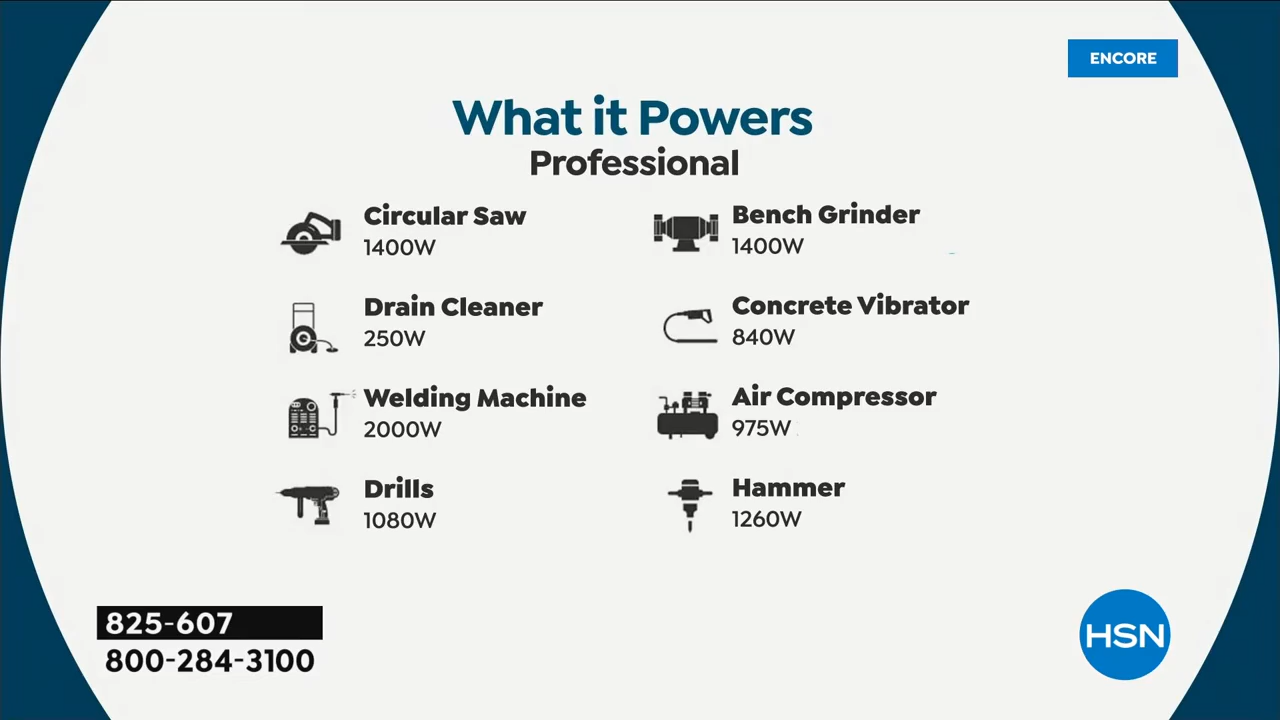 ENCORE
What it Powers
Professional
Circular Saw
1400W
Bench Grinder
1400W
Drain Cleaner
250W
Concrete Vibrator
840W
Welding Machine
2000W
Air Compressor
975W
Drills
1080W
Hammer
1260W
825-607
800-284-3100
HSN